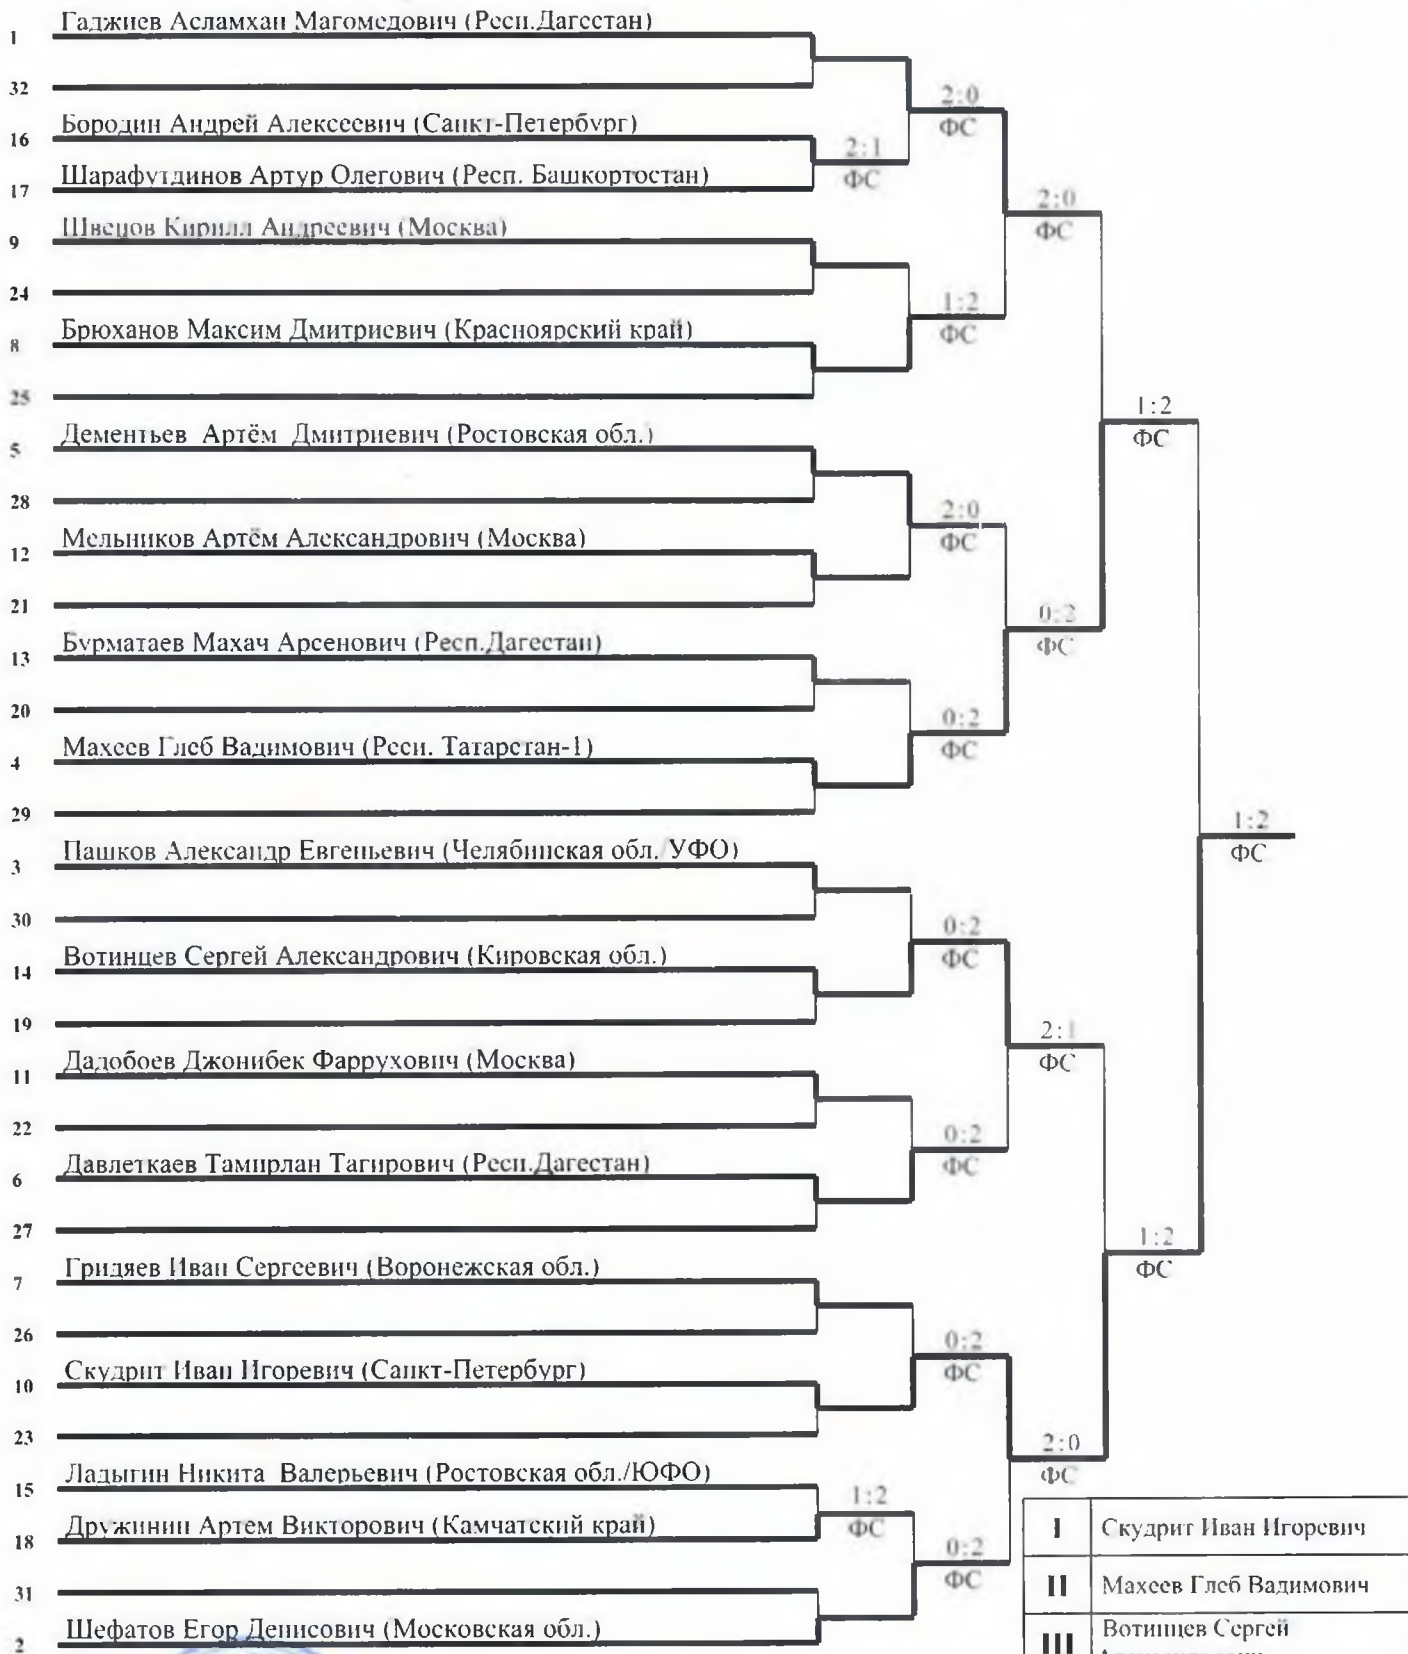 1 Гаджиев Асламхан Магомедович (Респ.Дагестан)
32
2:0
ФС
16 Бородин Андрей Алексеевич (Санкт-Петербург)
2:1
ФС
17 Шарафутдинов Артур Олегович (Респ. Башкортостан)
2:0
ФС
9 Швецов Кирилл Андреевич (Москва)
24
1:2
ФС
8 Брюханов Максим Дмитриевич (Красноярский край)
25
1:2
ФС
5 Дементьев Артём Дмитриевич (Ростовская обл.)
28
2:0
ФС
12 Мельников Артём Александрович (Москва)
21
0:2
ФС
13 Бурматаев Махач Арсенович (Респ.Дагестан)
20
0:2
ФС
4 Махеев Глеб Вадимович (Респ. Татарстан-1)
29
1:2
ФС
3 Пашков Александр Евгеньевич (Челябинская обл./УФО)
30
0:2
ФС
14 Вотинцев Сергей Александрович (Кировская обл.)
19
2:1
ФС
11 Дадобоев Джонибек Фаррухович (Москва)
22
0:2
ФС
6 Давлеткаев Тамирлан Тагирович (Респ.Дагестан)
27
1:2
ФС
7 Гридяев Иван Сергеевич (Воронежская обл.)
26
0:2
ФС
10 Скудрит Иван Игоревич (Санкт-Петербург)
23
2:0
ФС
15 Ладыгин Никита Валерьевич (Ростовская обл./ЮФО)
1:2
ФС
18 Дружинин Артем Викторович (Камчатский край)
0:2
ФС
31
2 Шефатов Егор Денисович (Московская обл.)
I Скудрит Иван Игоревич
II Махеев Глеб Вадимович
III Вотинцев Сергей